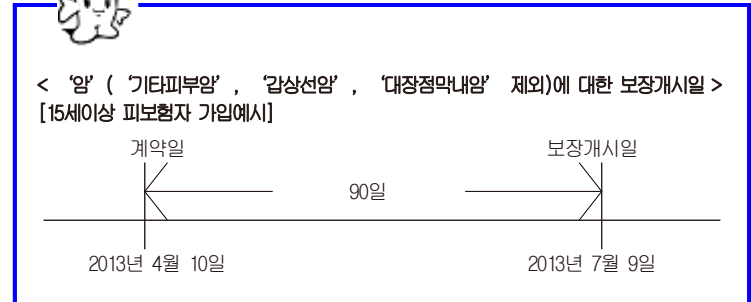 < ‘암’ ( ‘기타피부암’ , ‘갑상선암’ , ‘대장점막내암’ 제외)에 대한 보장개시일 >
[15세이상 피보험자 가입예시]
계약일 보장개시일
90일
2013년 4월 10일 2013년 7월 9일